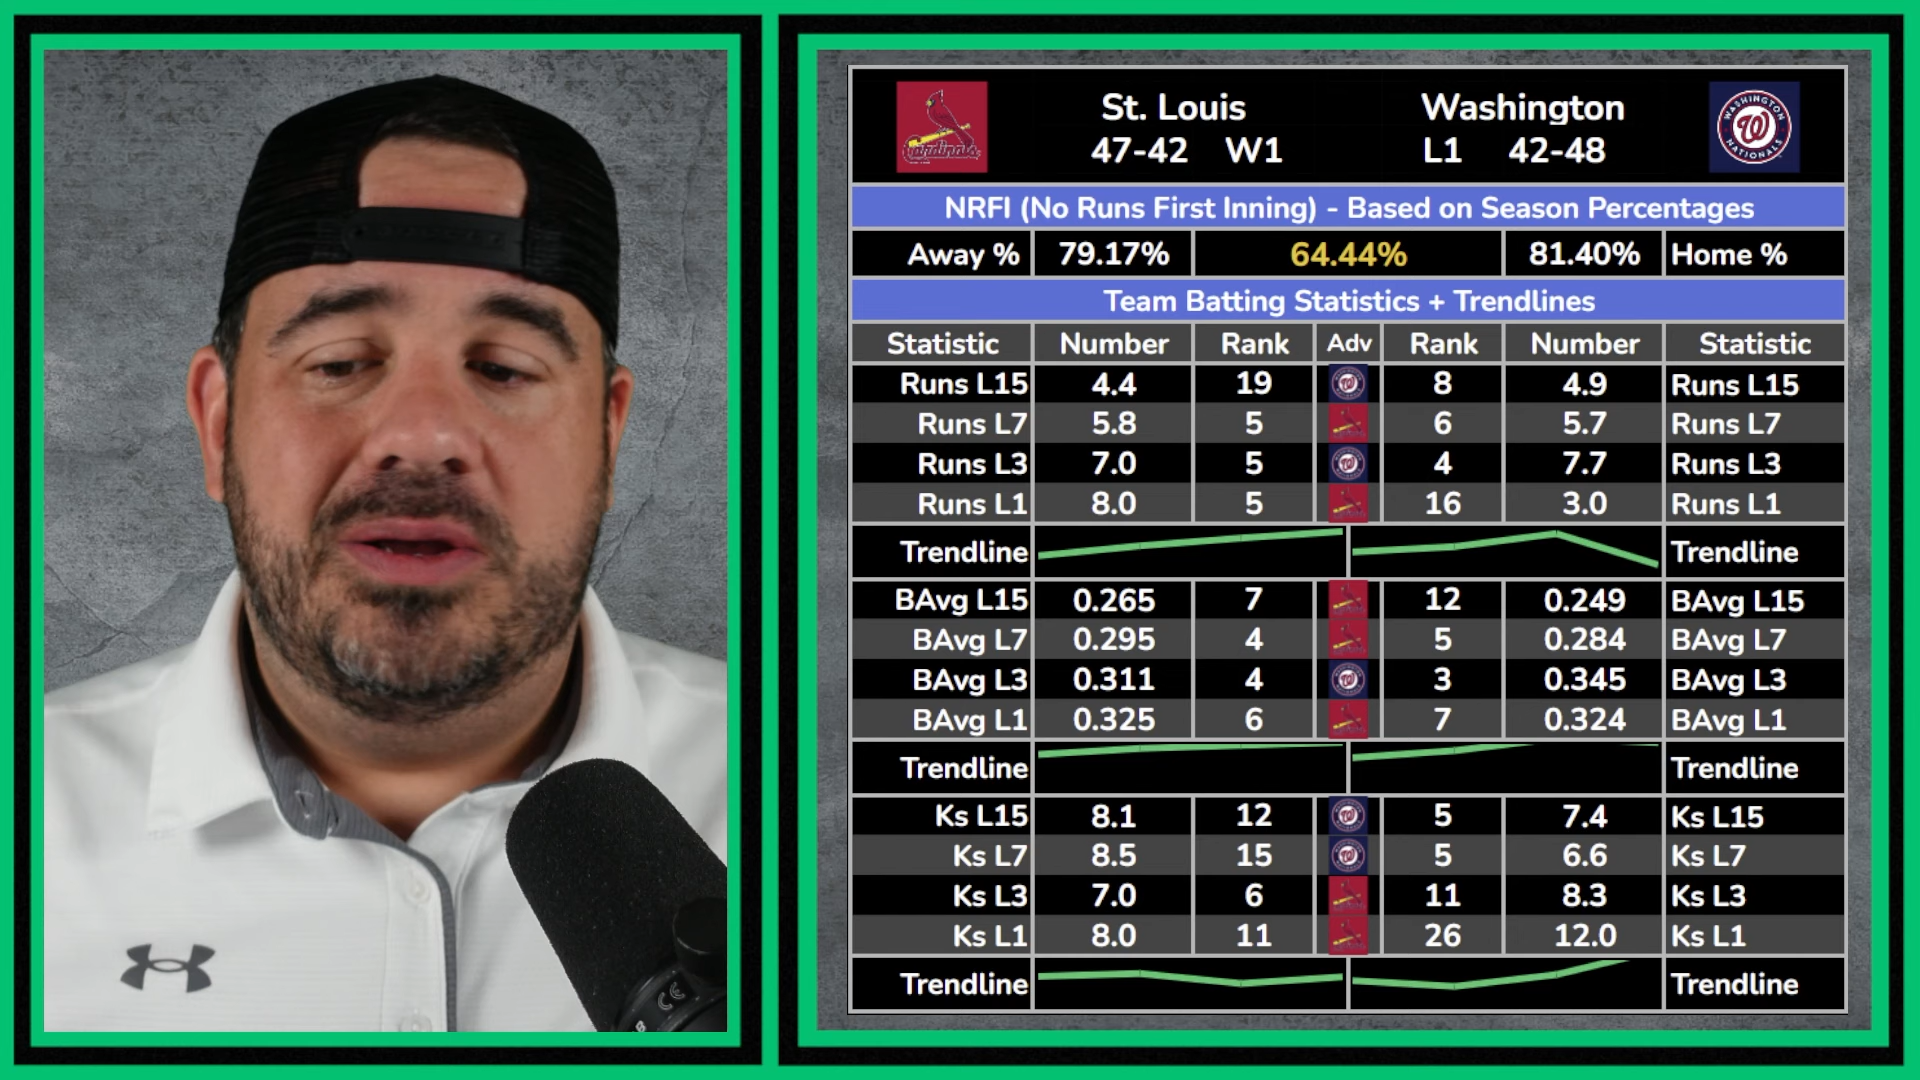 St. Louis Washington
47-42 W1 L1 42-48
Cardinals
WASHINGTON
W
NATIONALS
NRFI (No Runs First Inning) - Based on Season Percentages
Away % 79.17% 64.44% 81.40% Home %
Team Batting Statistics + Trendlines
Statistic Number Rank Adv Rank Number Statistic
Runs L15 4.4 19 8 4.9 Runs L15
Runs L7 5.8 5 6 5.7 Runs L7
Runs L3 7.0 5 4 7.7 Runs L3
Runs L1 8.0 5 16 3.0 Runs L1
Trendline Trendline
BAvg L15 0.265 7 12 0.249 BAvg L15
BAvg L7 0.295 4 5 0.284 BAvg L7
BAvg L3 0.311 4 3 0.345 BAvg L3
BAvg L1 0.325 6 7 0.324 BAvg L1
Trendline Trendline
Ks L15 8.1 12 5 7.4 Ks L15
Ks L7 8.5 15 5 6.6 Ks L7
Ks L3 7.0 6 11 8.3 Ks L3
Ks L1 8.0 11 26 12.0 Ks L1
Trendline Trendline
CE